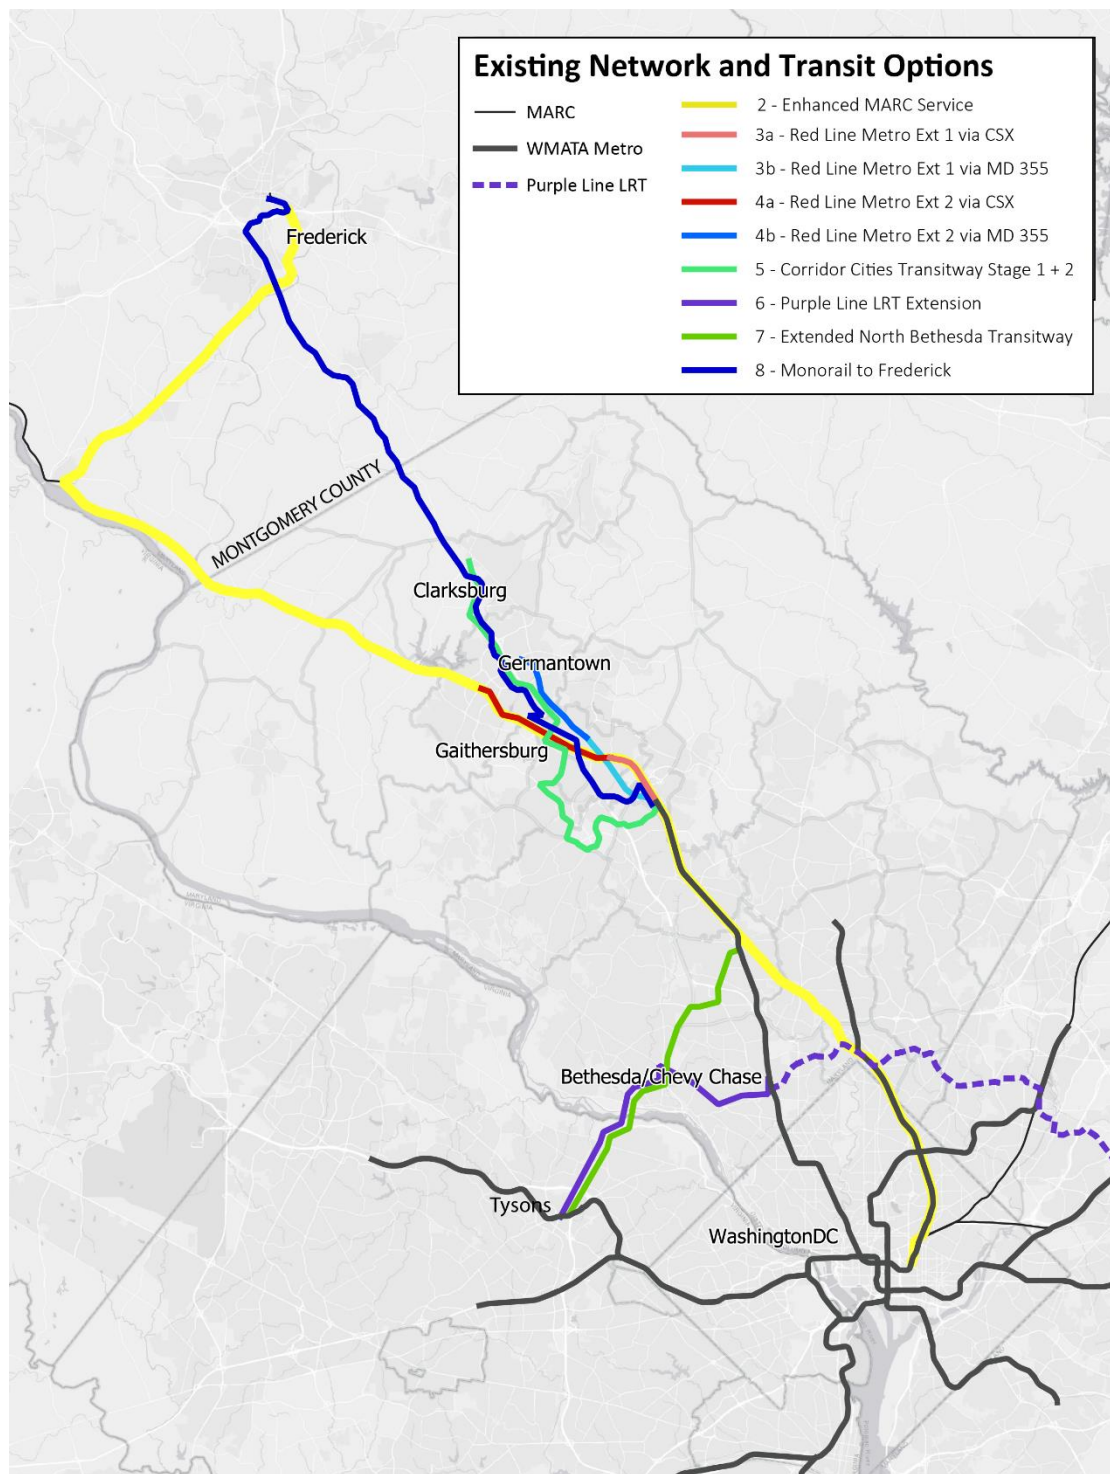 Existing Network and Transit Options
MARC
WMATA Metro
Purple Line LRT
2 - Enhanced MARC Service
3a - Red Line Metro Ext 1 via CSX
3b - Red Line Metro Ext 1 via MD 355
4a - Red Line Metro Ext 2 via CSX
4b - Red Line Metro Ext 2 via MD 355
5 - Corridor Cities Transitway Stage 1 + 2
6 - Purple Line LRT Extension
7 - Extended North Bethesda Transitway
8 - Monorail to Frederick
Frederick
MONTGOMERY COUNTY
Clarksburg
Germantown
Gaithersburg
MARYLAND
VIRGINIA
Bethesda/Chevy Chase
Tysons
WashingtonDC